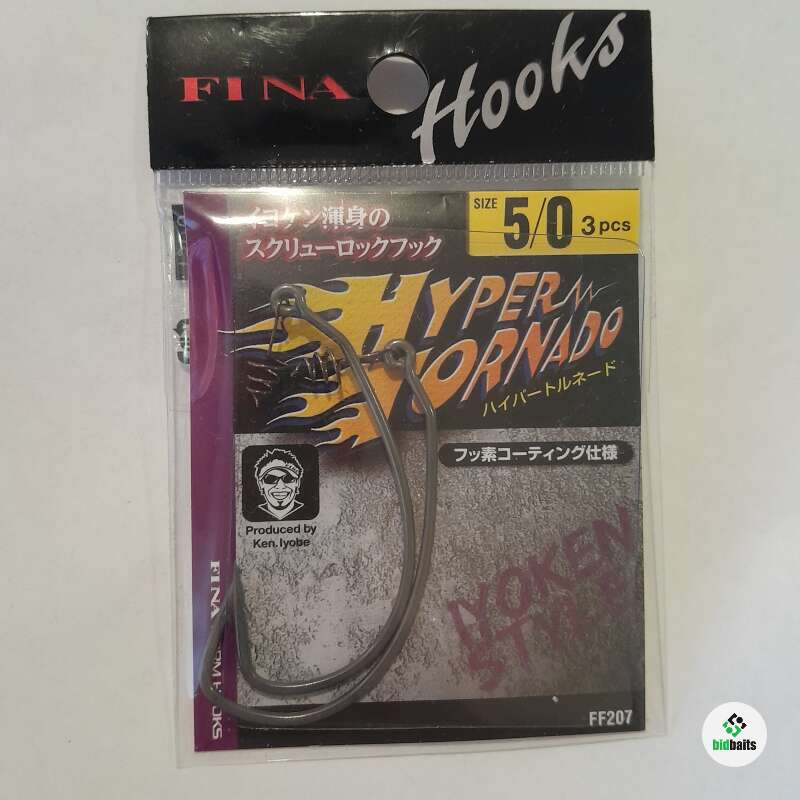 FINA Hooks
イヨケン渾身の
スクリューロックフック
SIZE 5/0 3pcs
HYPER
TORNADO
ハイパートルネード
フッ素コーティング仕様
Produced by
Ken.Iyobe
IYOKEN
STYLE
FINA
HOOKS
FF207
bidbaits